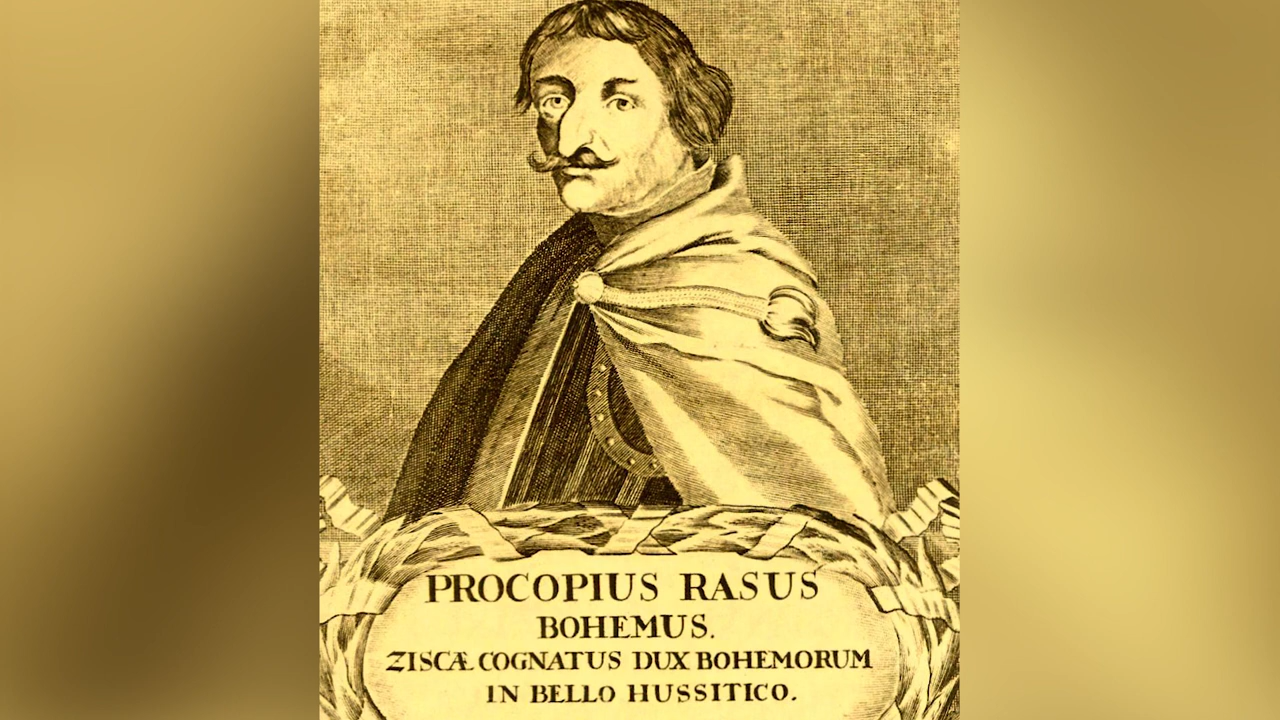 PROCOPIUS RASUS
BOHEMUS.
ZISCÆ COGNATUS DUX BOHEMORUM
IN BELLO HUSSITICO.